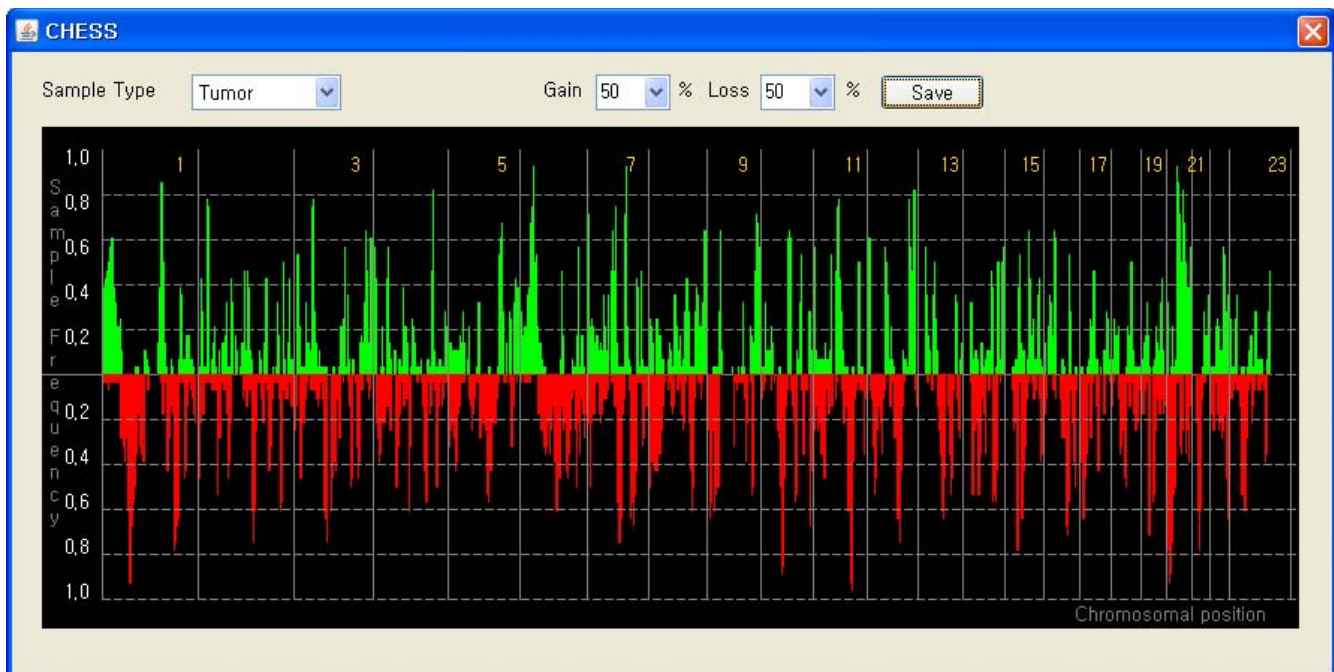 CHESS
Sample Type Tumor Gain 50 % Loss 50 % Save
1 3 5 7 9 11 13 15 17 19 21 23
1,0
0,8
0,6
0,4
0,2
0,2
0,4
0,6
0,8
1,0
Sample Frequency
Chromosomal position